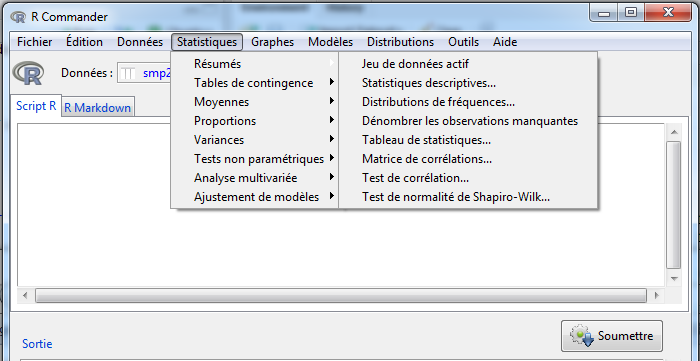 R Commander
Fichier Édition Données Statistiques Graphes Modèles Distributions Outils Aide
Données : smp2
Résumés
Tables de contingence
Moyennes
Proportions
Variances
Tests non paramétriques
Analyse multivariée
Ajustement de modèles
Jeu de données actif
Statistiques descriptives...
Distributions de fréquences...
Dénombrer les observations manquantes
Tableau de statistiques...
Matrice de corrélations...
Test de corrélation...
Test de normalité de Shapiro-Wilk...
Script R R Markdown
Soumettre
Sortie